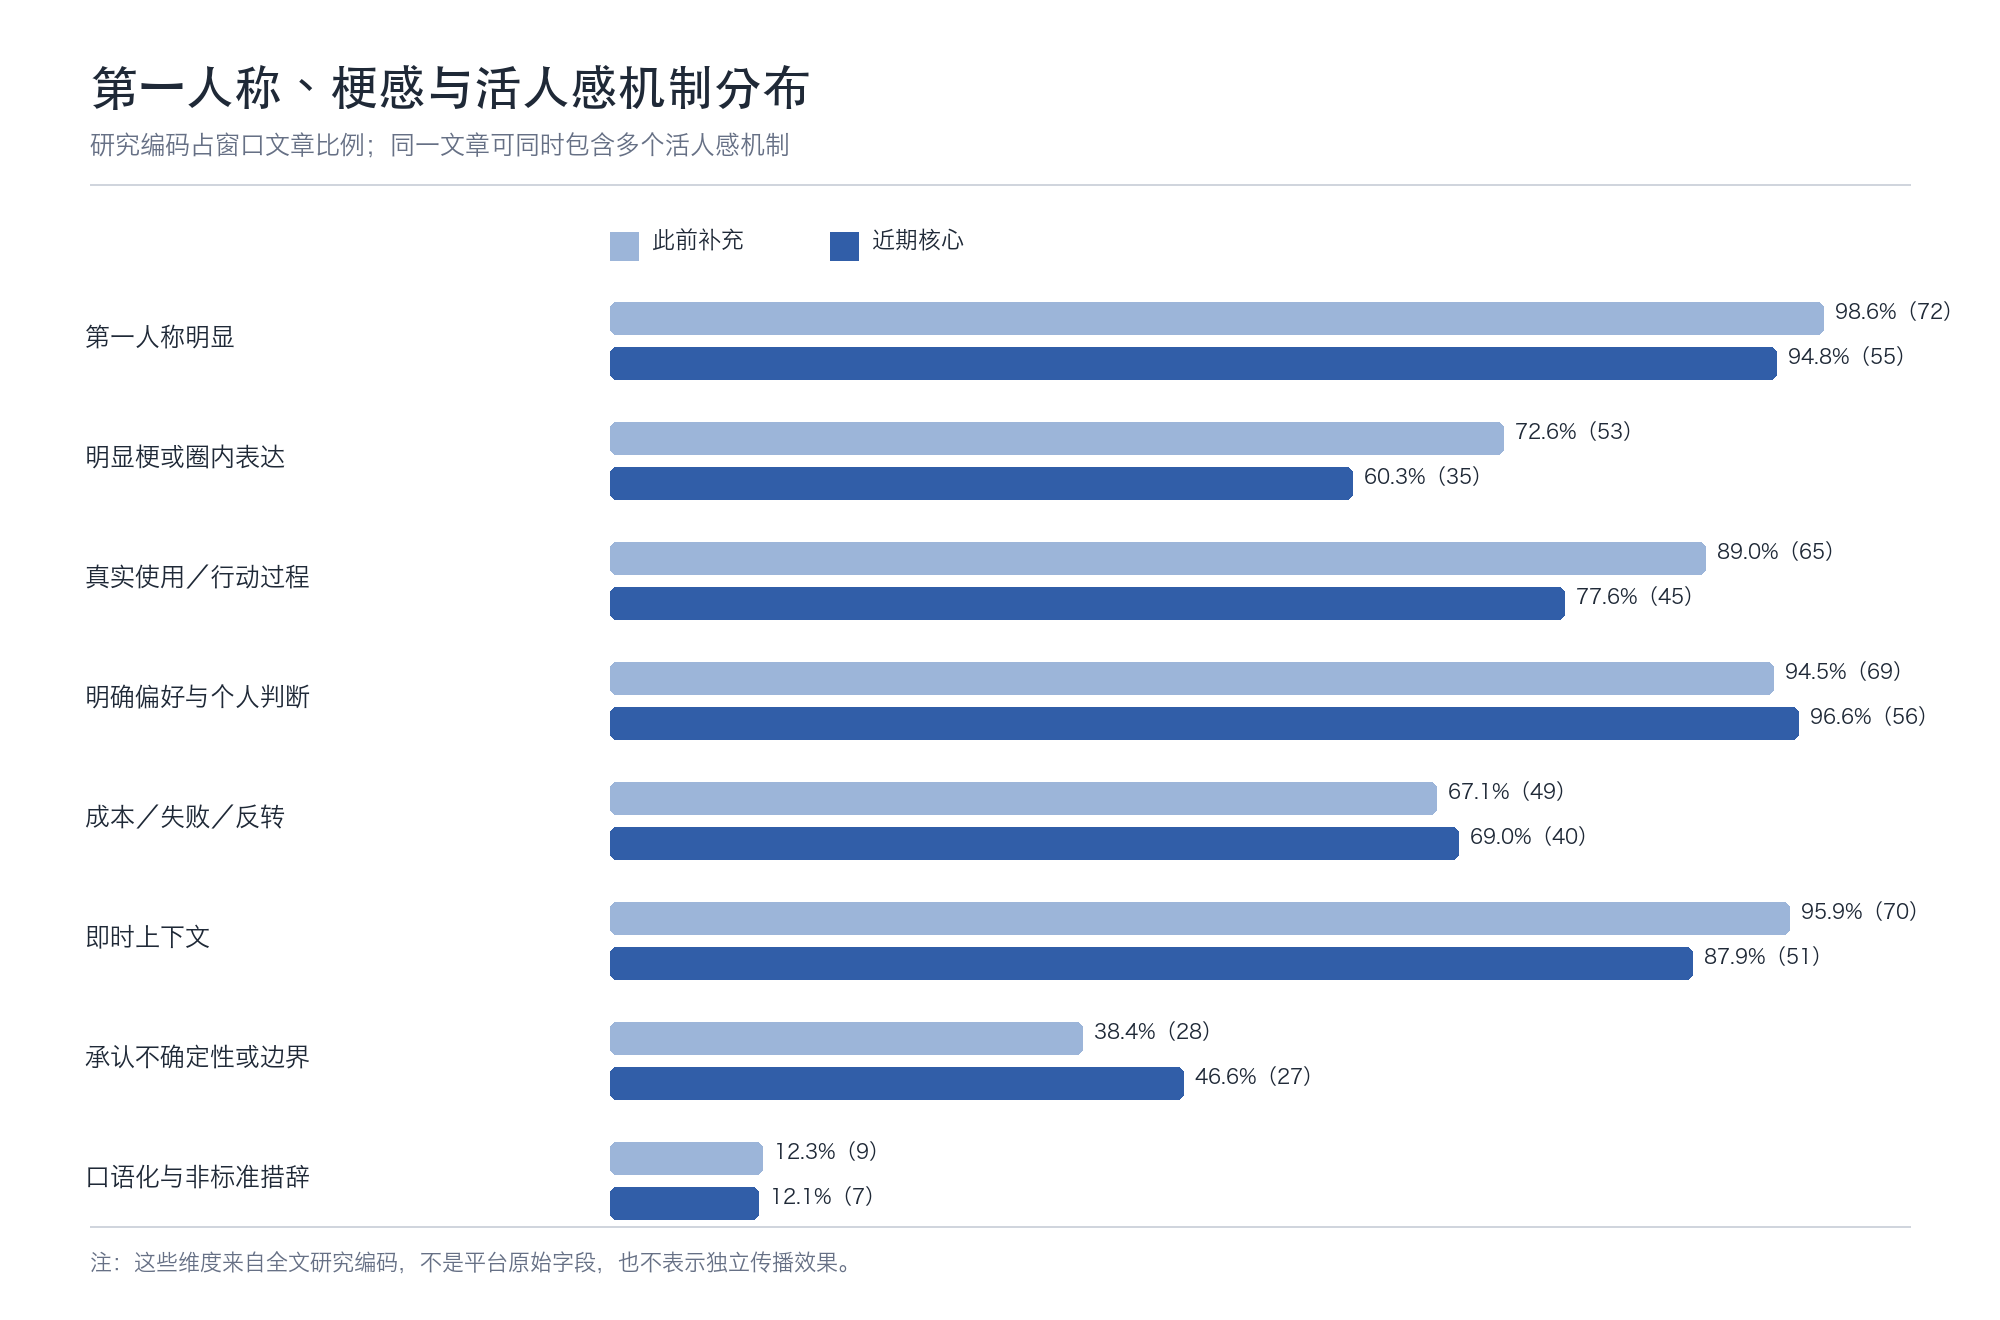 第一人称、梗感与活人感机制分布
研究编码占窗口文章比例；同一文章可同时包含多个活人感机制
此前补充 近期核心
98.6%（72）
第一人称明显
94.8%（55）
72.6%（53）
明显梗或圈内表达
60.3%（35）
89.0%（65）
真实使用／行动过程
77.6%（45）
94.5%（69）
明确偏好与个人判断
96.6%（56）
67.1%（49）
成本／失败／反转
69.0%（40）
95.9%（70）
即时上下文
87.9%（51）
38.4%（28）
承认不确定性或边界
46.6%（27）
12.3%（9）
口语化与非标准措辞
12.1%（7）
注：这些维度来自全文研究编码，不是平台原始字段，也不表示独立传播效果。